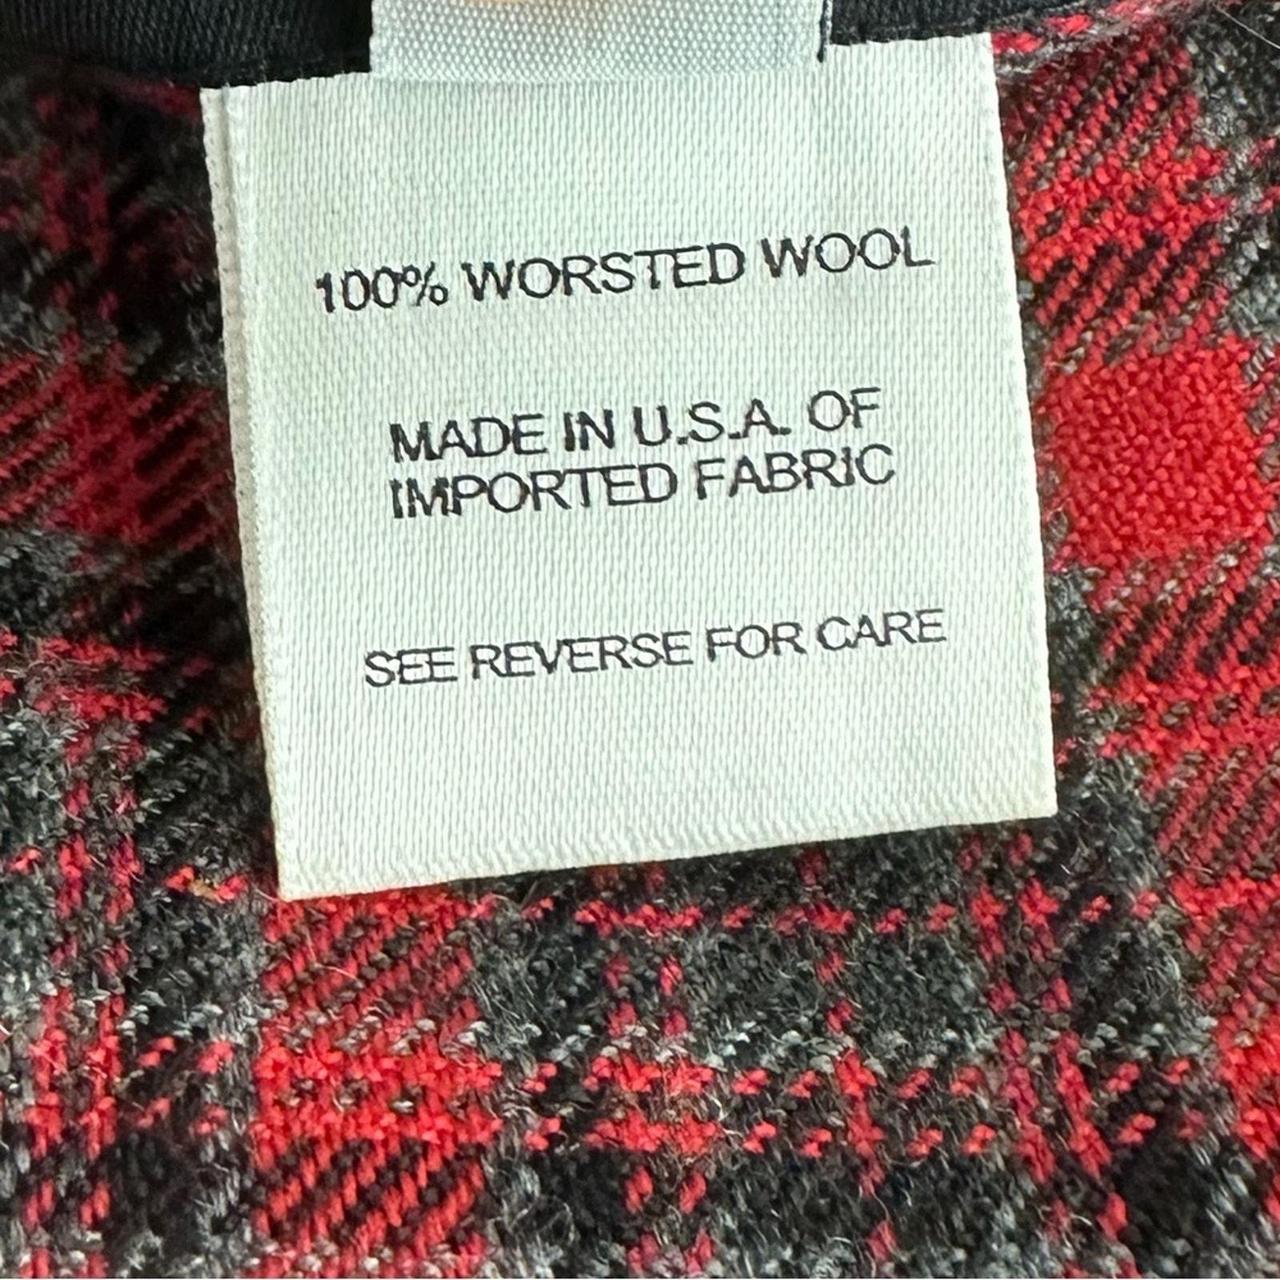 100% WORSTED WOOL
MADE IN U.S.A. OF
IMPORTED FABRIC
SEE REVERSE FOR CARE